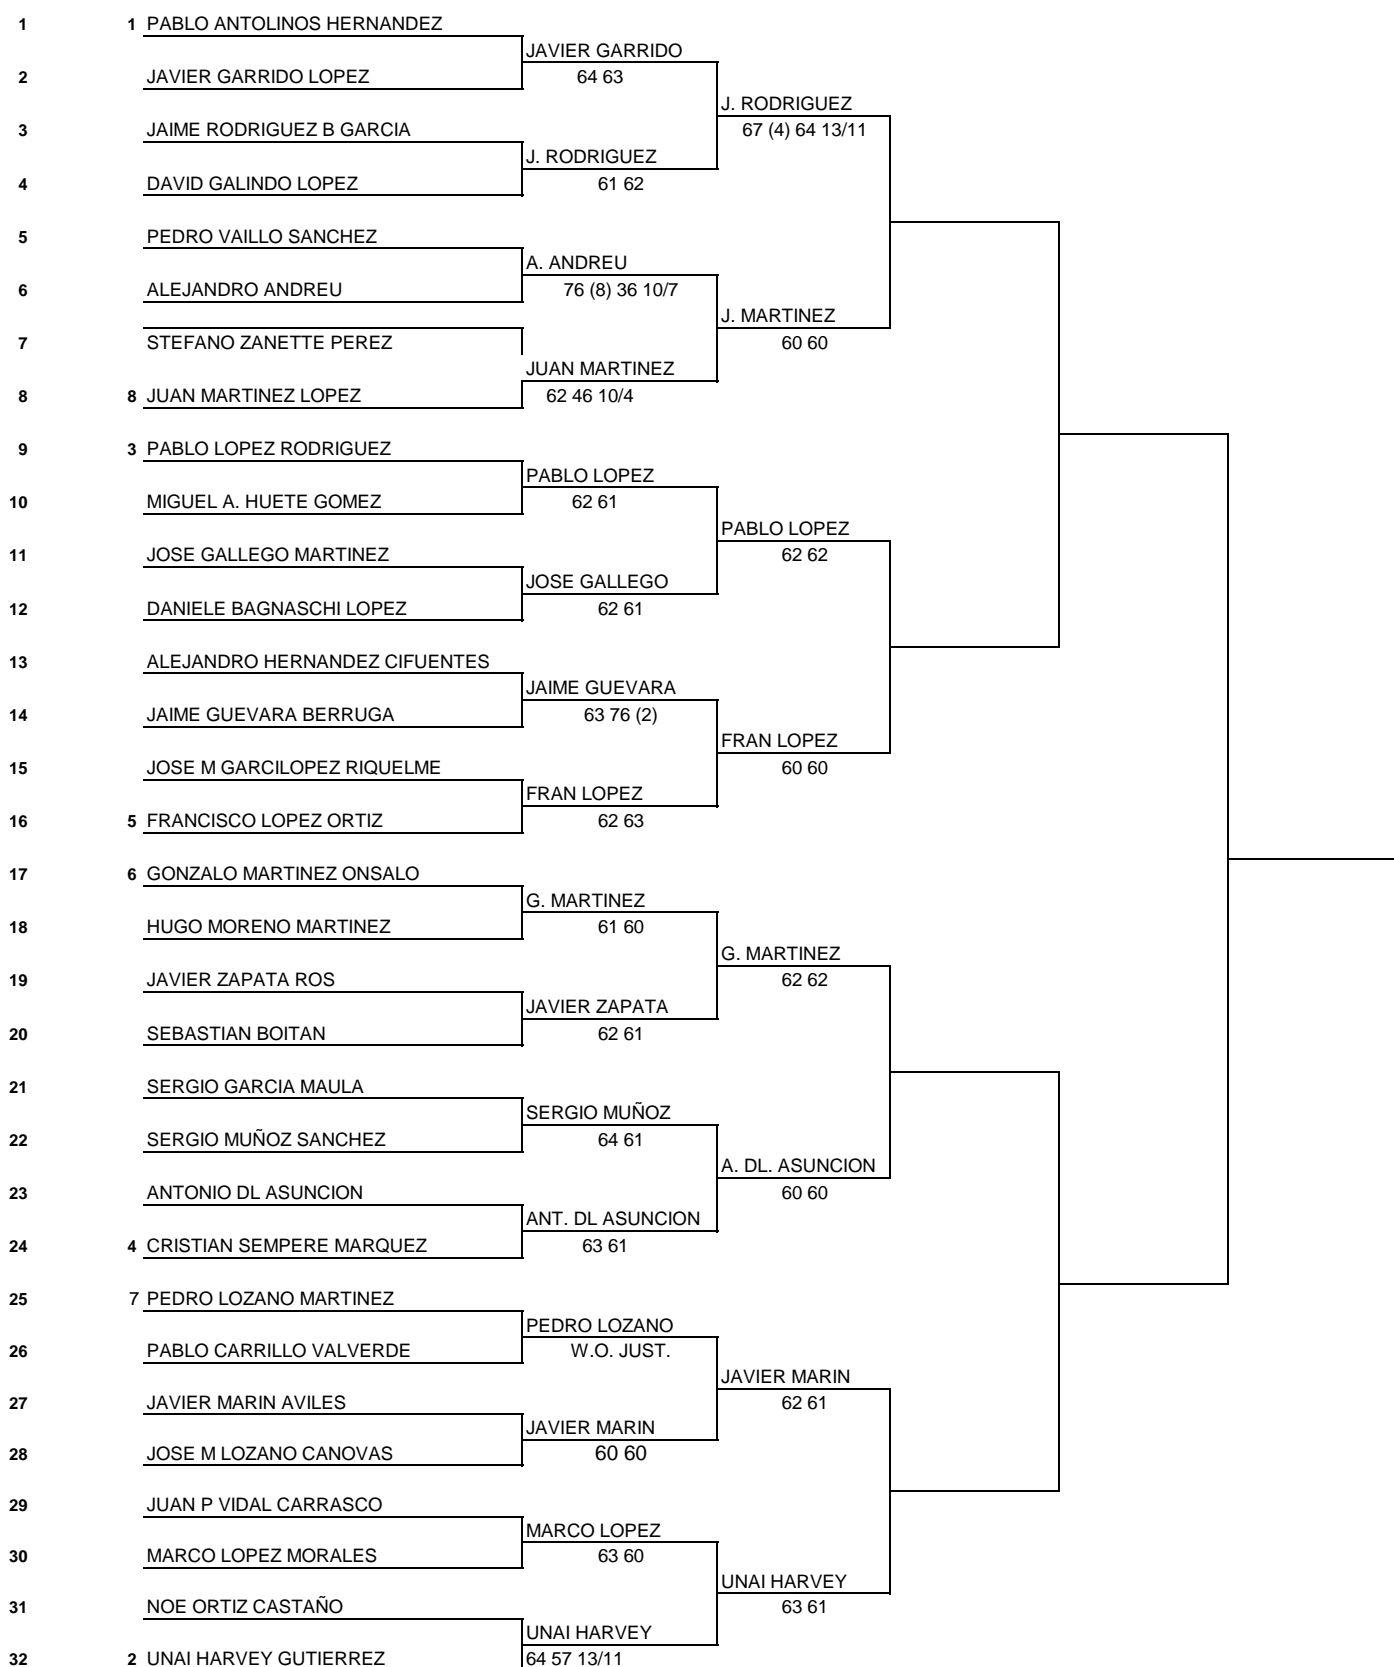 1 1 PABLO ANTOLINOS HERNANDEZ
JAVIER GARRIDO
2 JAVIER GARRIDO LOPEZ 64 63
J. RODRIGUEZ
3 JAIME RODRIGUEZ B GARCIA 67 (4) 64 13/11
J. RODRIGUEZ
4 DAVID GALINDO LOPEZ 61 62
5 PEDRO VAILLO SANCHEZ
A. ANDREU
6 ALEJANDRO ANDREU 76 (8) 36 10/7
J. MARTINEZ
7 STEFANO ZANETTE PEREZ 60 60
JUAN MARTINEZ
8 8 JUAN MARTINEZ LOPEZ 62 46 10/4
9 3 PABLO LOPEZ RODRIGUEZ
PABLO LOPEZ
10 MIGUEL A. HUETE GOMEZ 62 61
PABLO LOPEZ
11 JOSE GALLEGO MARTINEZ 62 62
JOSE GALLEGO
12 DANIELE BAGNASCHI LOPEZ 62 61
13 ALEJANDRO HERNANDEZ CIFUENTES
JAIME GUEVARA
14 JAIME GUEVARA BERRUGA 63 76 (2)
FRAN LOPEZ
15 JOSE M GARCILOPEZ RIQUELME 60 60
FRAN LOPEZ
16 5 FRANCISCO LOPEZ ORTIZ 62 63
17 6 GONZALO MARTINEZ ONSALO
G. MARTINEZ
18 HUGO MORENO MARTINEZ 61 60
G. MARTINEZ
19 JAVIER ZAPATA ROS 62 62
JAVIER ZAPATA
20 SEBASTIAN BOITAN 62 61
21 SERGIO GARCIA MAULA
SERGIO MUÑOZ
22 SERGIO MUÑOZ SANCHEZ 64 61
A. DL. ASUNCION
23 ANTONIO DL ASUNCION 60 60
ANT. DL ASUNCION
24 4 CRISTIAN SEMPERE MARQUEZ 63 61
25 7 PEDRO LOZANO MARTINEZ
PEDRO LOZANO
26 PABLO CARRILLO VALVERDE W.O. JUST.
JAVIER MARIN
27 JAVIER MARIN AVILES 62 61
JAVIER MARIN
28 JOSE M LOZANO CANOVAS 60 60
29 JUAN P VIDAL CARRASCO
MARCO LOPEZ
30 MARCO LOPEZ MORALES 63 60
UNAI HARVEY
31 NOE ORTIZ CASTAÑO 63 61
UNAI HARVEY
32 2 UNAI HARVEY GUTIERREZ 64 57 13/11